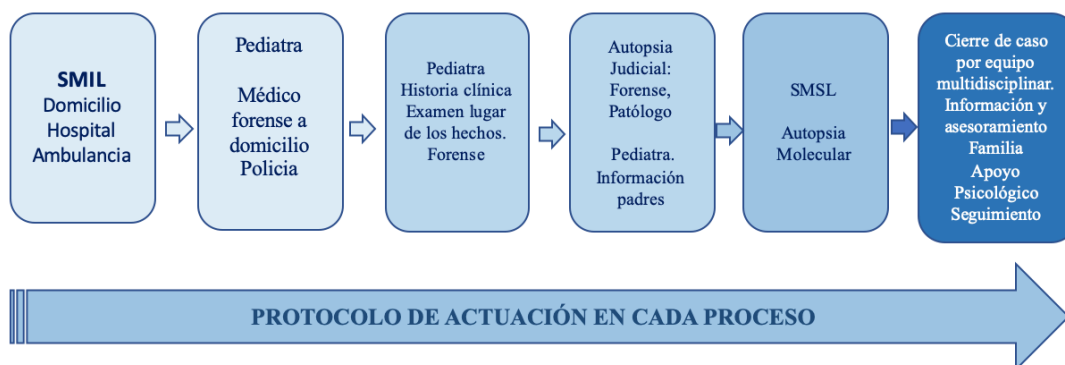 SMIL
Domicilio
Hospital
Ambulancia
Pediatra
Médico
forense a
domicilio
Policia
Pediatra
Historia clínica
Examen lugar
de los hechos.
Forense
Autopsia
Judicial:
Forense,
Patólogo
Pediatra.
Información
padres
SMSL
Autopsia
Molecular
Cierre de caso
por equipo
multidisciplinar.
Información y
asesoramiento
Familia
Apoyo
Psicológico
Seguimiento
PROTOCOLO DE ACTUACIÓN EN CADA PROCESO